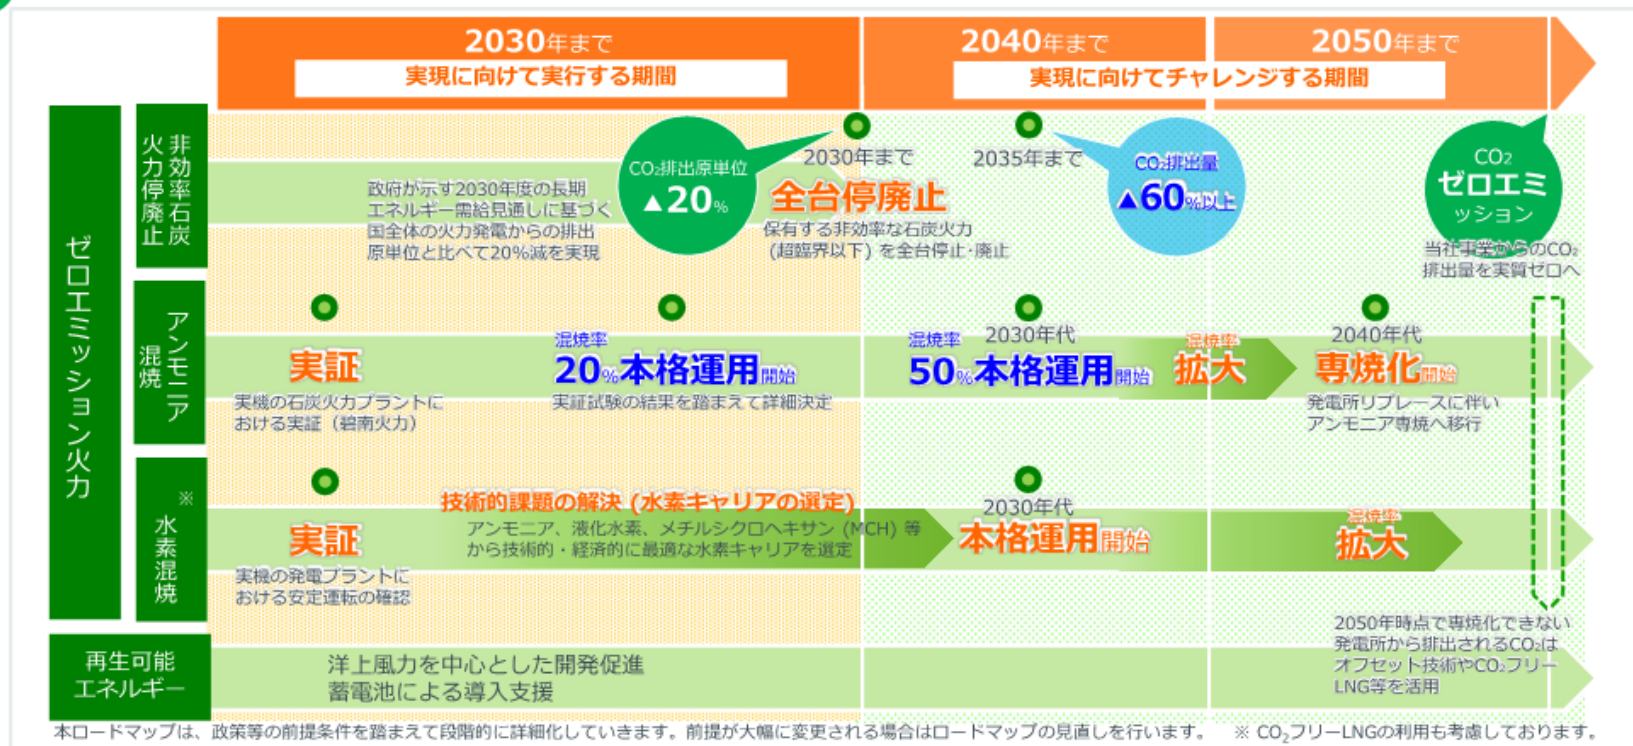 2030年まで
実現に向けて実行する期間
2040年まで
2050年まで
実現に向けてチャレンジする期間
ゼロエミッション火力
非効率石炭
火力停廃止
政府が示す2030年度の長期
エネルギー需給見通しに基づく
国全体の火力発電からの排出
原単位と比べて20%減を実現
CO₂排出原単位
▲20%
2030年まで
全台停廃止
保有する非効率な石炭火力
(超臨界以下) を全台停止・廃止
2035年まで
CO₂排出量
▲60%以上
CO₂
ゼロエミ
ッション
当社事業からのCO₂
排出量を実質ゼロへ
アンモニア
混焼
実証
実機の石炭火力プラントに
おける実証（碧南火力）
混焼率
20%本格運用開始
実証試験の結果を踏まえて詳細決定
混焼率 2030年代
50%本格運用開始
混焼率
拡大
2040年代
専焼化開始
発電所リプレースに伴い
アンモニア専焼へ移行
※
水素混焼
実証
実機の発電プラントに
おける安定運転の確認
技術的課題の解決 (水素キャリアの選定)
アンモニア、液化水素、メチルシクロヘキサン (MCH) 等
から技術的・経済的に最適な水素キャリアを選定
2030年代
本格運用開始
混焼率
拡大
2050年時点で専焼化できない
発電所から排出されるCO₂は
オフセット技術やCO₂フリー
LNG等を活用
再生可能
エネルギー
洋上風力を中心とした開発促進
蓄電池による導入支援
本ロードマップは、政策等の前提条件を踏まえて段階的に詳細化していきます。前提が大幅に変更される場合はロードマップの見直しを行います。 ※ CO₂フリーLNGの利用も考慮しております。